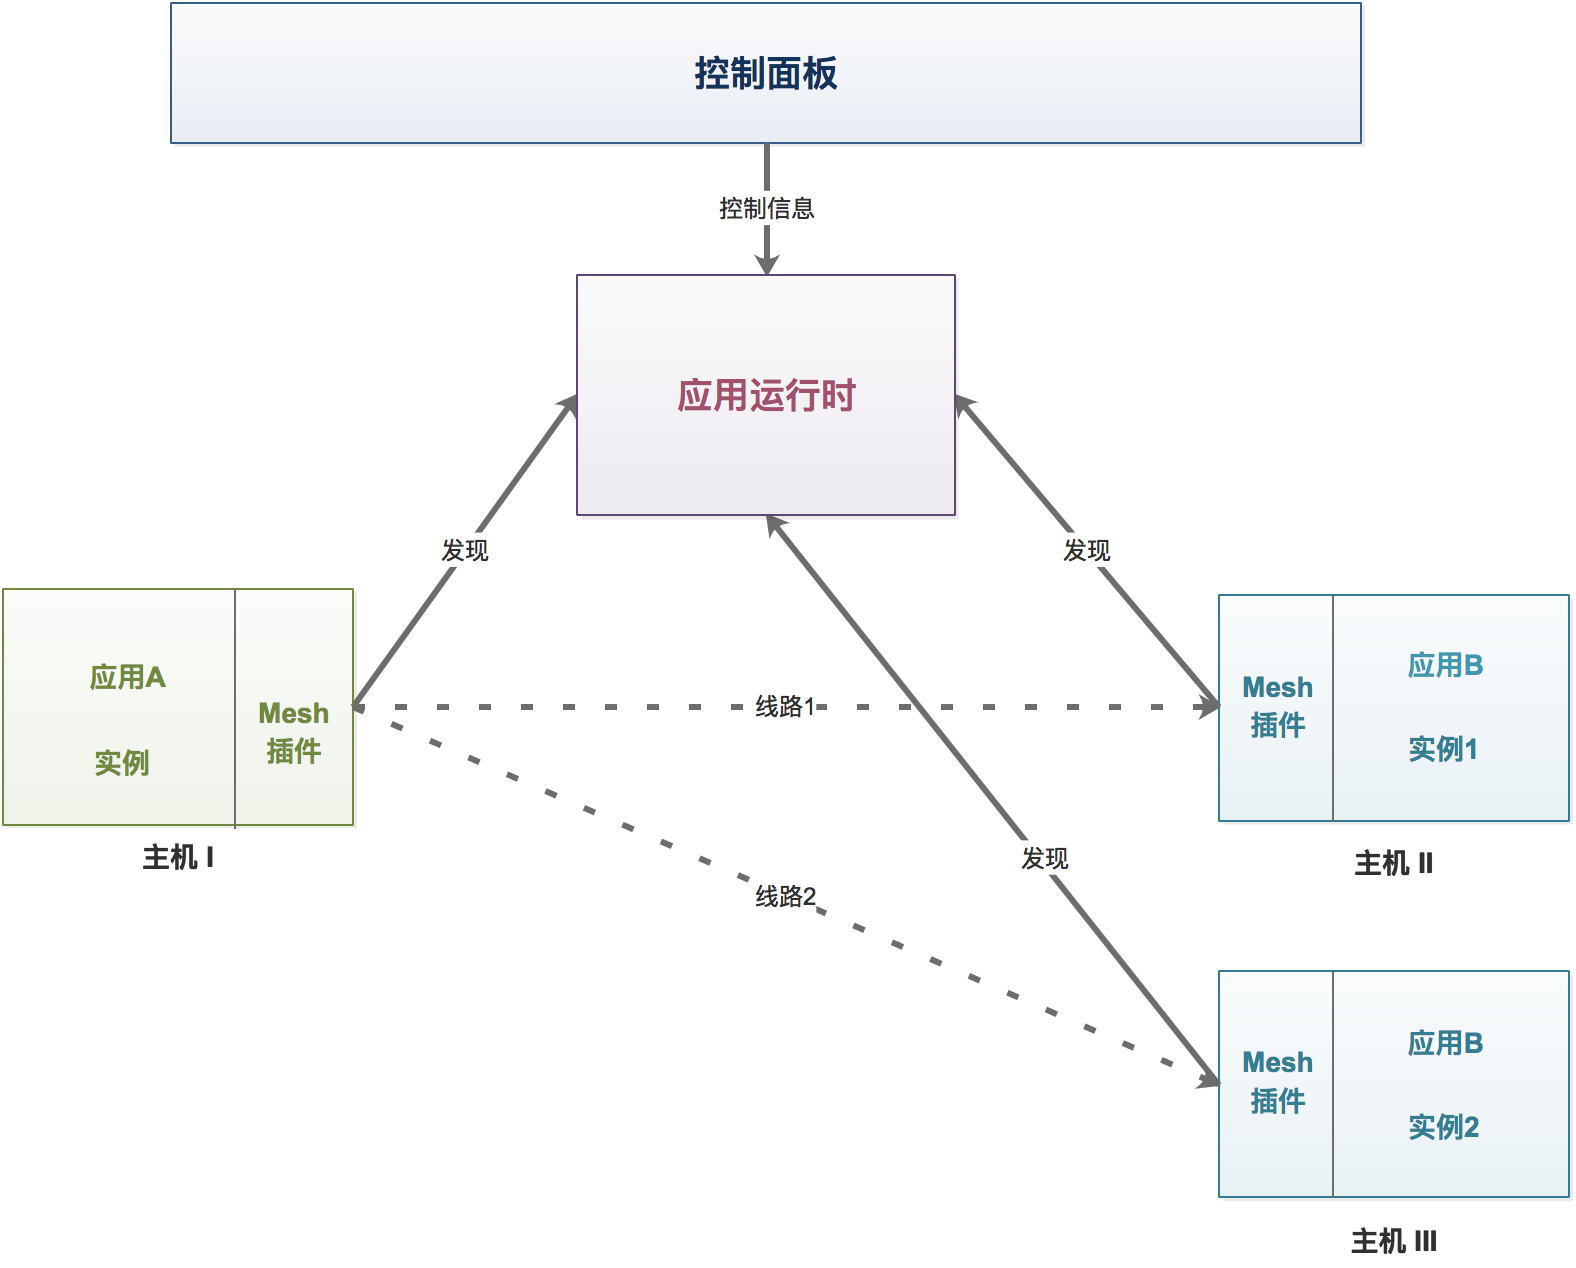 控制面板
控制信息
应用运行时
发现
发现
应用A
实例
Mesh
插件
主机 I
线路1
Mesh
插件
应用B
实例1
主机 II
发现
线路2
Mesh
插件
应用B
实例2
主机 III